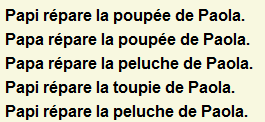 Papi répare la poupée de Paola.
Papa répare la poupée de Paola.
Papa répare la peluche de Paola.
Papi répare la toupie de Paola.
Papi répare la peluche de Paola.